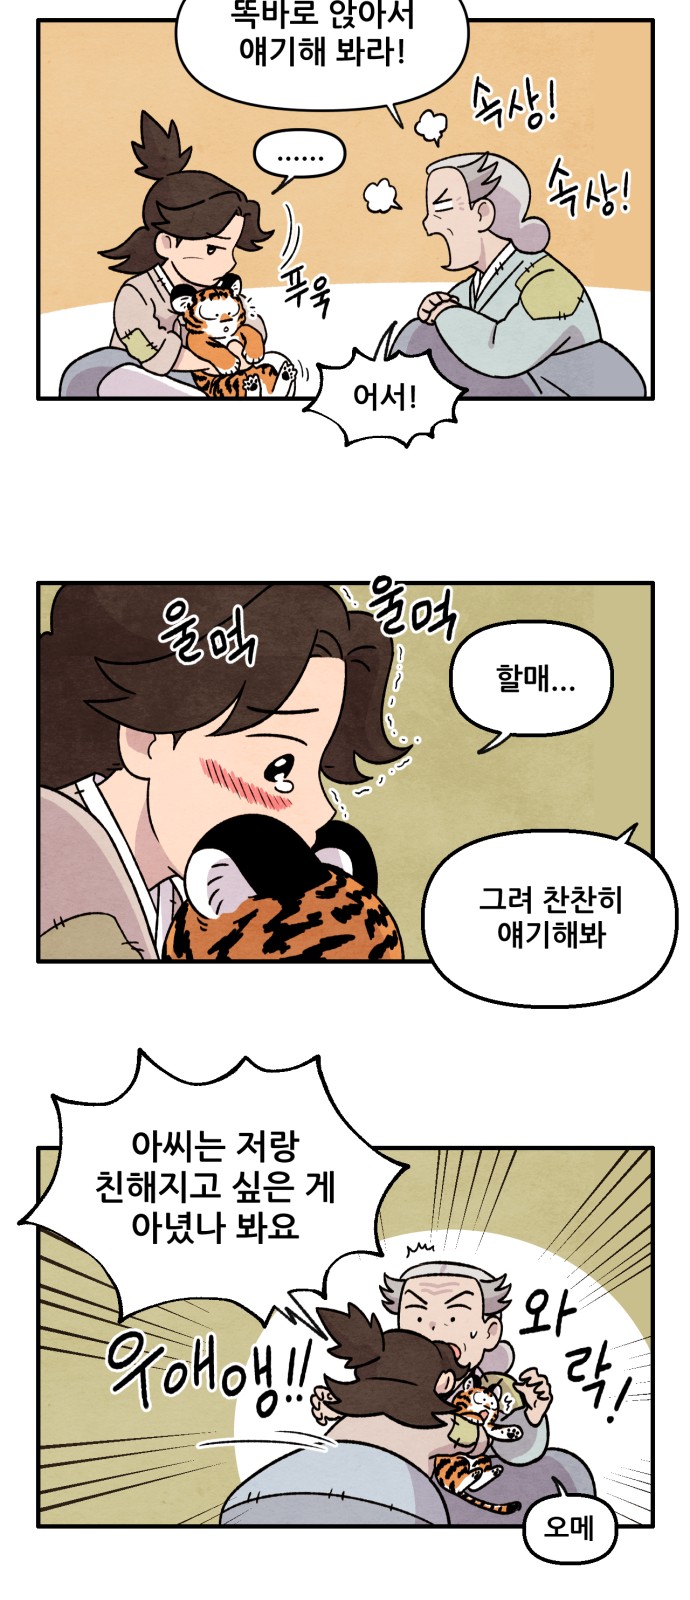 똑바로 앉아서
얘기해 봐라!
속상!
......
속상!
푸욱
어서!
울먹
울먹
할매...
그려 찬찬히
얘기해봐
아씨는 저랑
친해지고 싶은 게
아녔나 봐요
우애앵!!
와
락!
오메